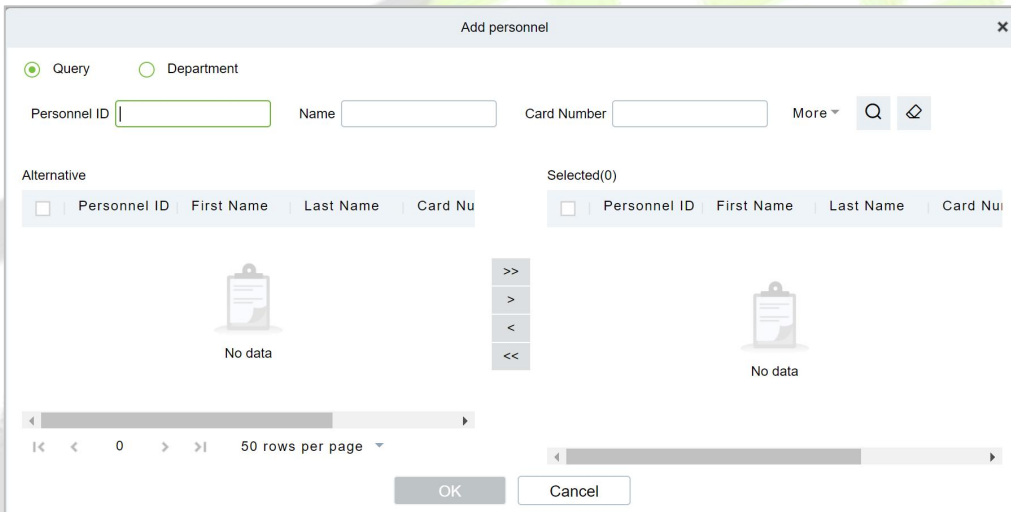 Add personnel
Query Department
Personnel ID Name Card Number More
Alternative
Personnel ID First Name Last Name Card Nu
No data
0 50 rows per page
Selected(0)
Personnel ID First Name Last Name Card Nu
No data
>>
>
<
<<
OK Cancel